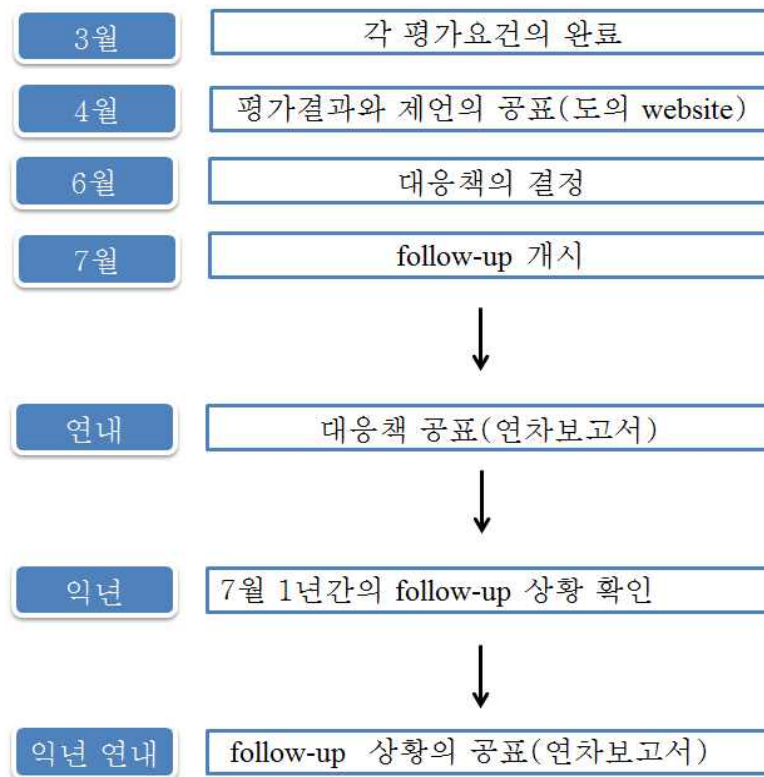 3월 각 평가요건의 완료
4월 평가결과와 제언의 공표(도의 website)
6월 대응책의 결정
7월 follow-up 개시
연내 대응책 공표(연차보고서)
익년 7월 1년간의 follow-up 상황 확인
익년 연내 follow-up 상황의 공표(연차보고서)